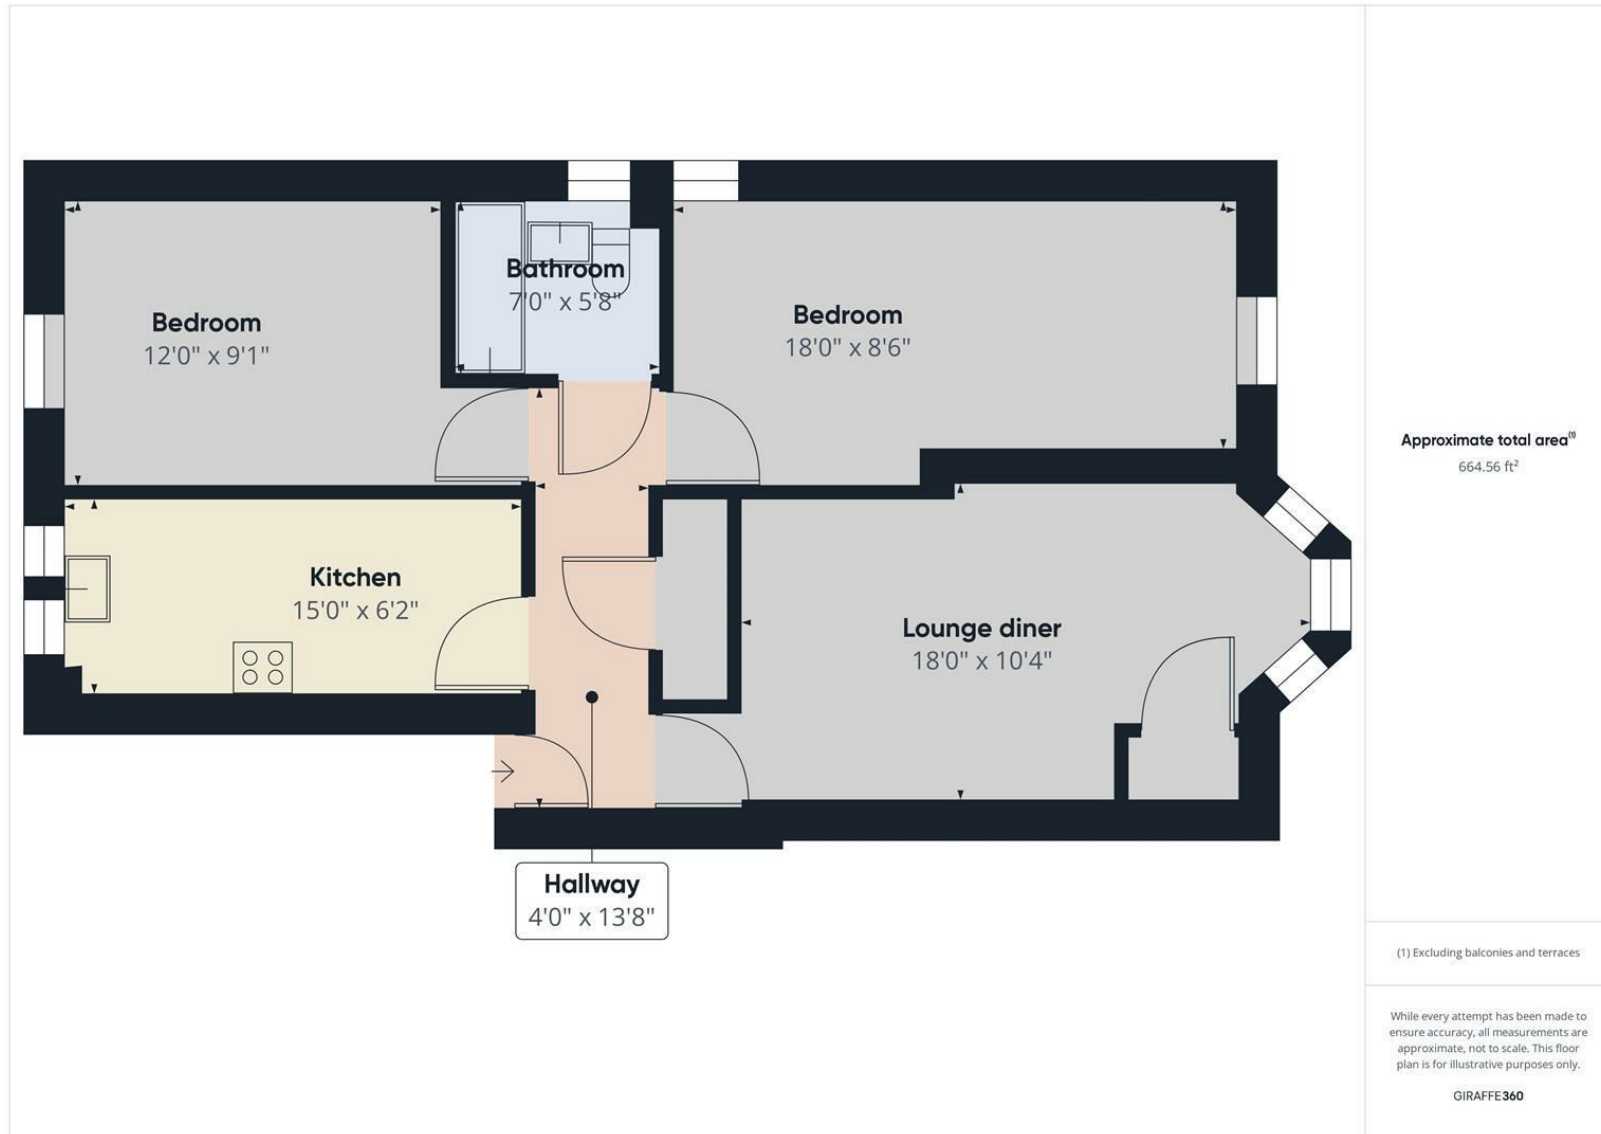 Bedroom
12'0" x 9'1"
Bathroom
7'0" x 5'8"
Bedroom
18'0" x 8'6"
Kitchen
15'0" x 6'2"
Lounge diner
18'0" x 10'4"
Hallway
4'0" x 13'8"
Approximate total area(1)
664.56 ft²
(1) Excluding balconies and terraces
While every attempt has been made to
ensure accuracy, all measurements are
approximate, not to scale. This floor
plan is for illustrative purposes only.
GIRAFFE360